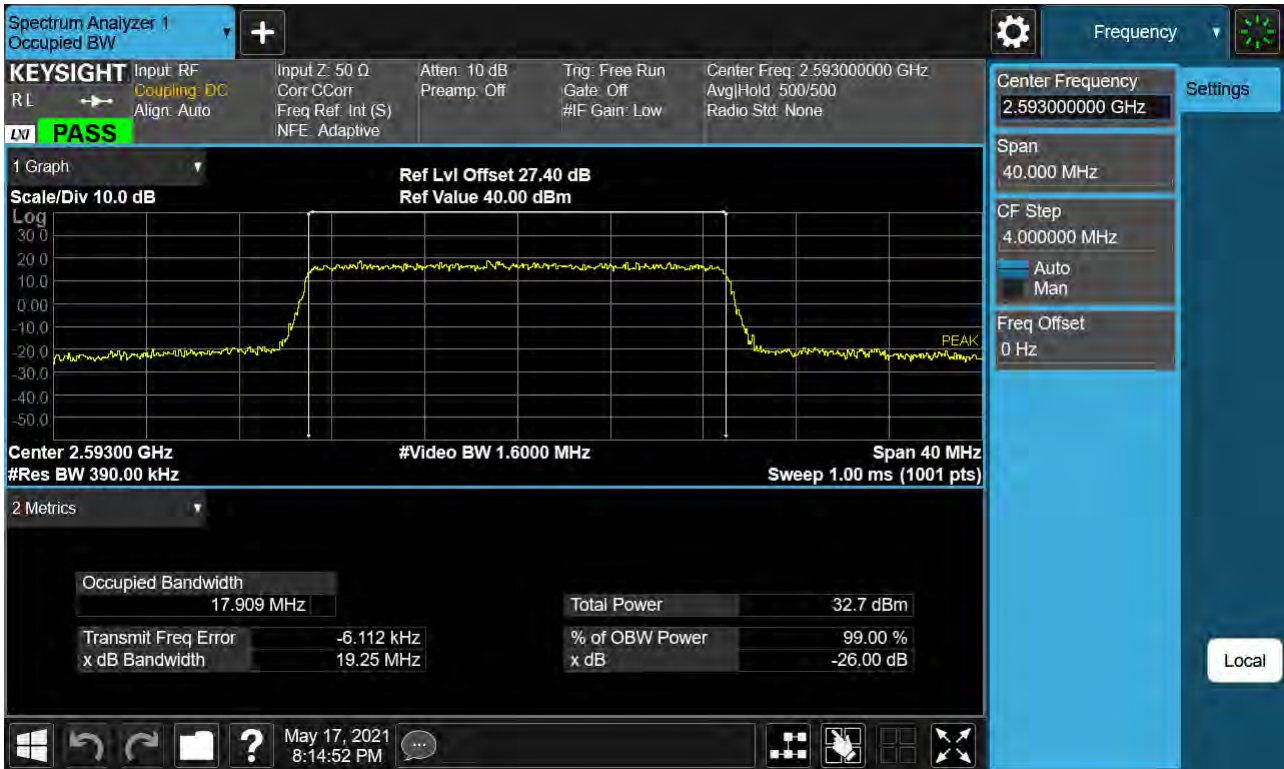 Spectrum Analyzer 1
Occupied BW
+
Frequency
KEYSIGHT
R L
LXI
PASS
Input: RF
Coupling: DC
Align: Auto
Input Z: 50 Ω
Corr CCorr
Freq Ref: Int (S)
NFE: Adaptive
Atten: 10 dB
Preamp: Off
Trig: Free Run
Gate: Off
#IF Gain: Low
Center Freq: 2.593000000 GHz
Avg|Hold: 500/500
Radio Std: None
Center Frequency
2.593000000 GHz
Settings
Span
40.000 MHz
CF Step
4.000000 MHz
Auto
Man
Freq Offset
0 Hz
Local
1 Graph
Scale/Div 10.0 dB
Ref Lvl Offset 27.40 dB
Ref Value 40.00 dBm
Log
30.0
20.0
10.0
0.00
-10.0
-20.0
-30.0
-40.0
-50.0
PEAK
Center 2.59300 GHz
#Video BW 1.6000 MHz
Span 40 MHz
#Res BW 390.00 kHz
Sweep 1.00 ms (1001 pts)
2 Metrics
Occupied Bandwidth
17.909 MHz
Total Power 32.7 dBm
Transmit Freq Error -6.112 kHz
% of OBW Power 99.00 %
x dB Bandwidth 19.25 MHz
x dB -26.00 dB
?
May 17, 2021
8:14:52 PM